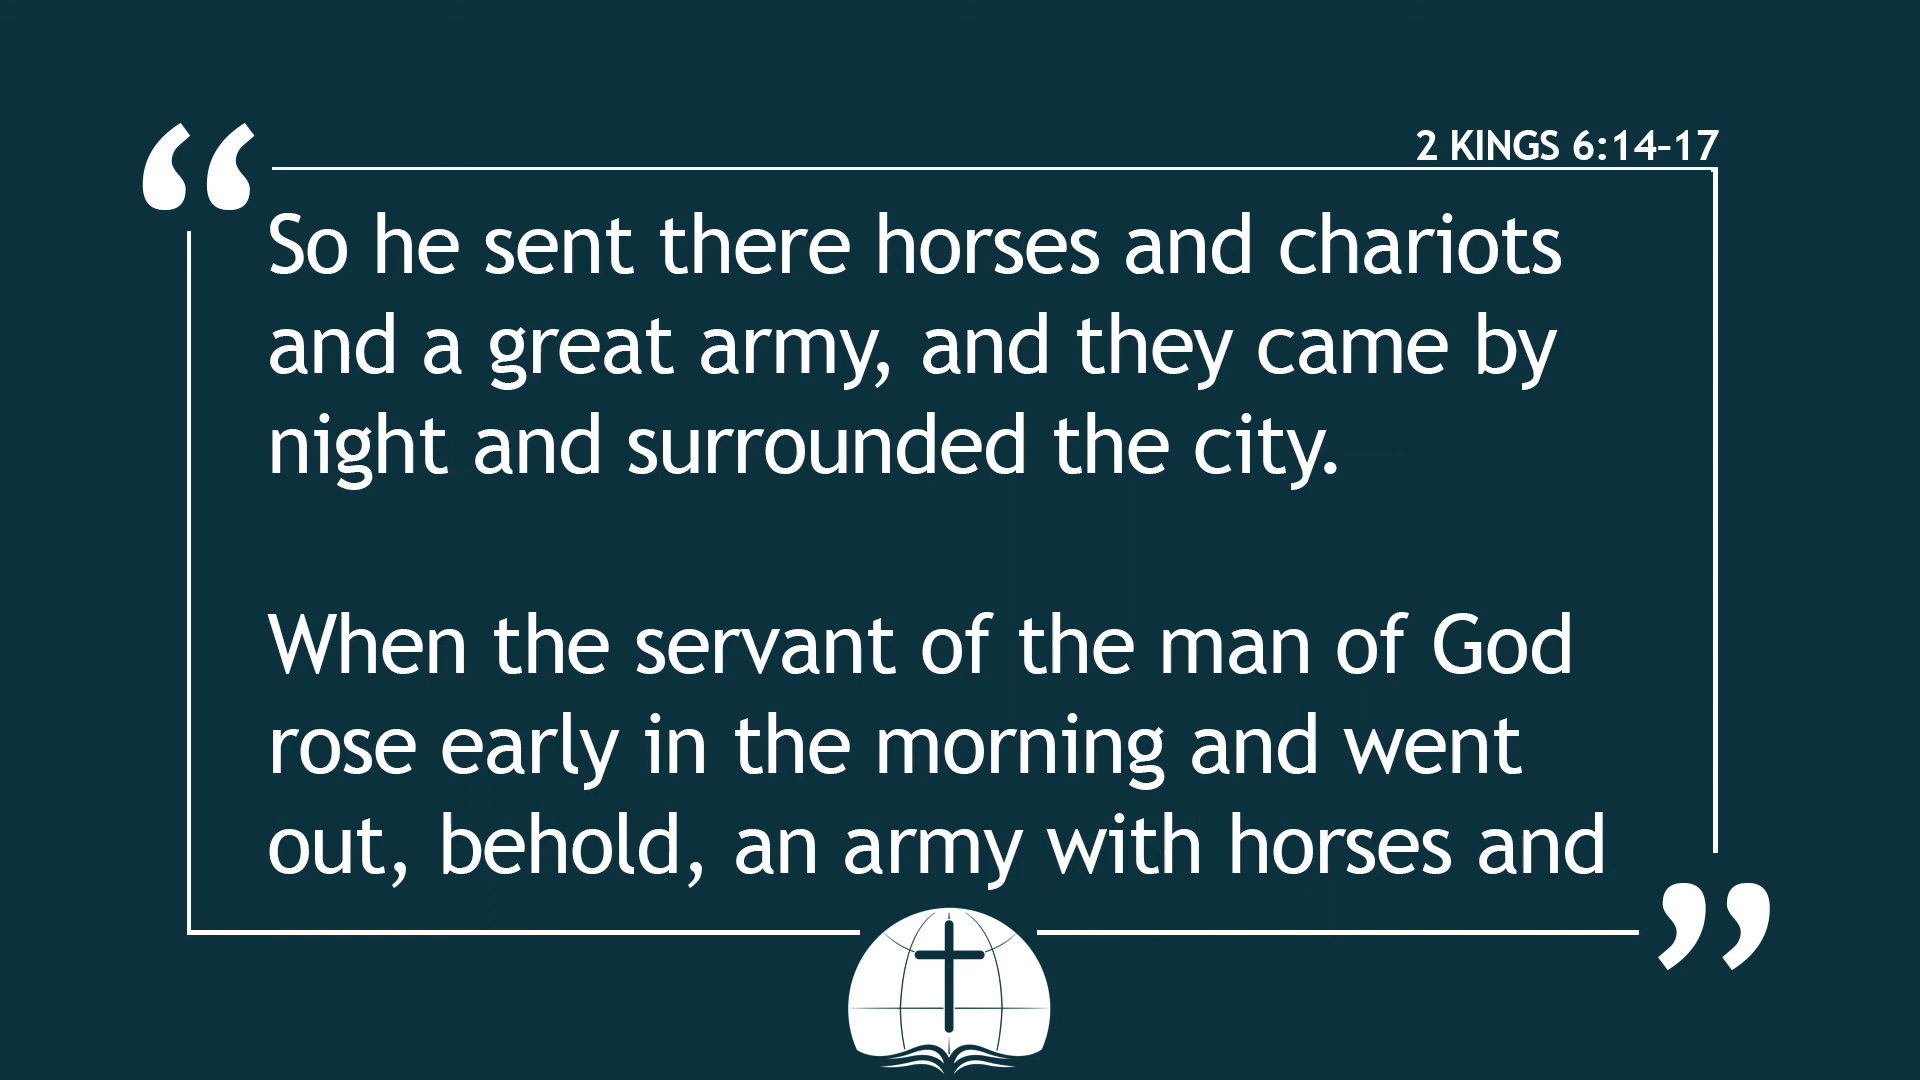 2 KINGS 6:14-17
“
So he sent there horses and chariots
and a great army, and they came by
night and surrounded the city.
When the servant of the man of God
rose early in the morning and went
out, behold, an army with horses and
”